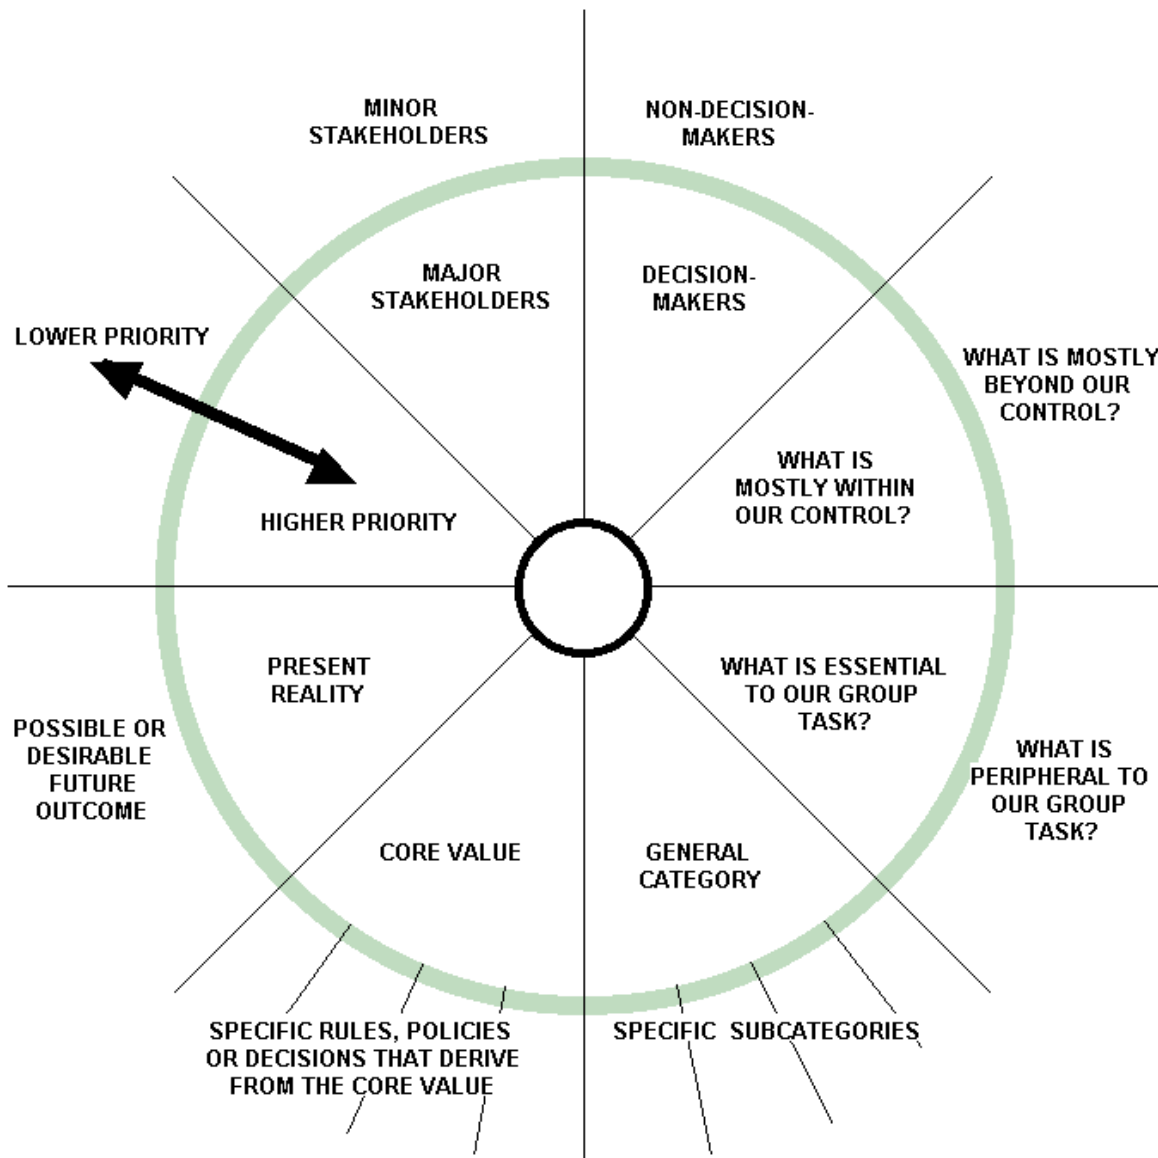 MINOR
STAKEHOLDERS
NON-DECISION-
MAKERS
MAJOR
STAKEHOLDERS
DECISION-
MAKERS
LOWER PRIORITY
HIGHER PRIORITY
WHAT IS MOSTLY
BEYOND OUR
CONTROL?
WHAT IS
MOSTLY WITHIN
OUR CONTROL?
PRESENT
REALITY
POSSIBLE OR
DESIRABLE
FUTURE
OUTCOME
WHAT IS ESSENTIAL
TO OUR GROUP
TASK?
WHAT IS
PERIPHERAL TO
OUR GROUP
TASK?
CORE VALUE
GENERAL
CATEGORY
SPECIFIC RULES, POLICIES
OR DECISIONS THAT DERIVE
FROM THE CORE VALUE
SPECIFIC SUBCATEGORIES